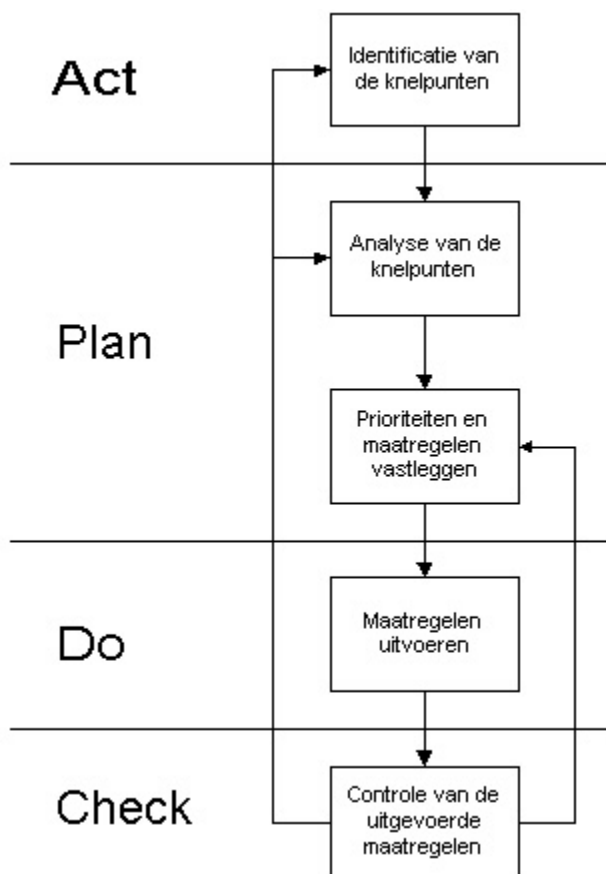 Act
Identificatie van
de knelpunten
Plan
Analyse van de
knelpunten
Prioriteiten en
maatregelen
vastleggen
Do
Maatregelen
uitvoeren
Check
Controle van de
uitgevoerde
maatregelen